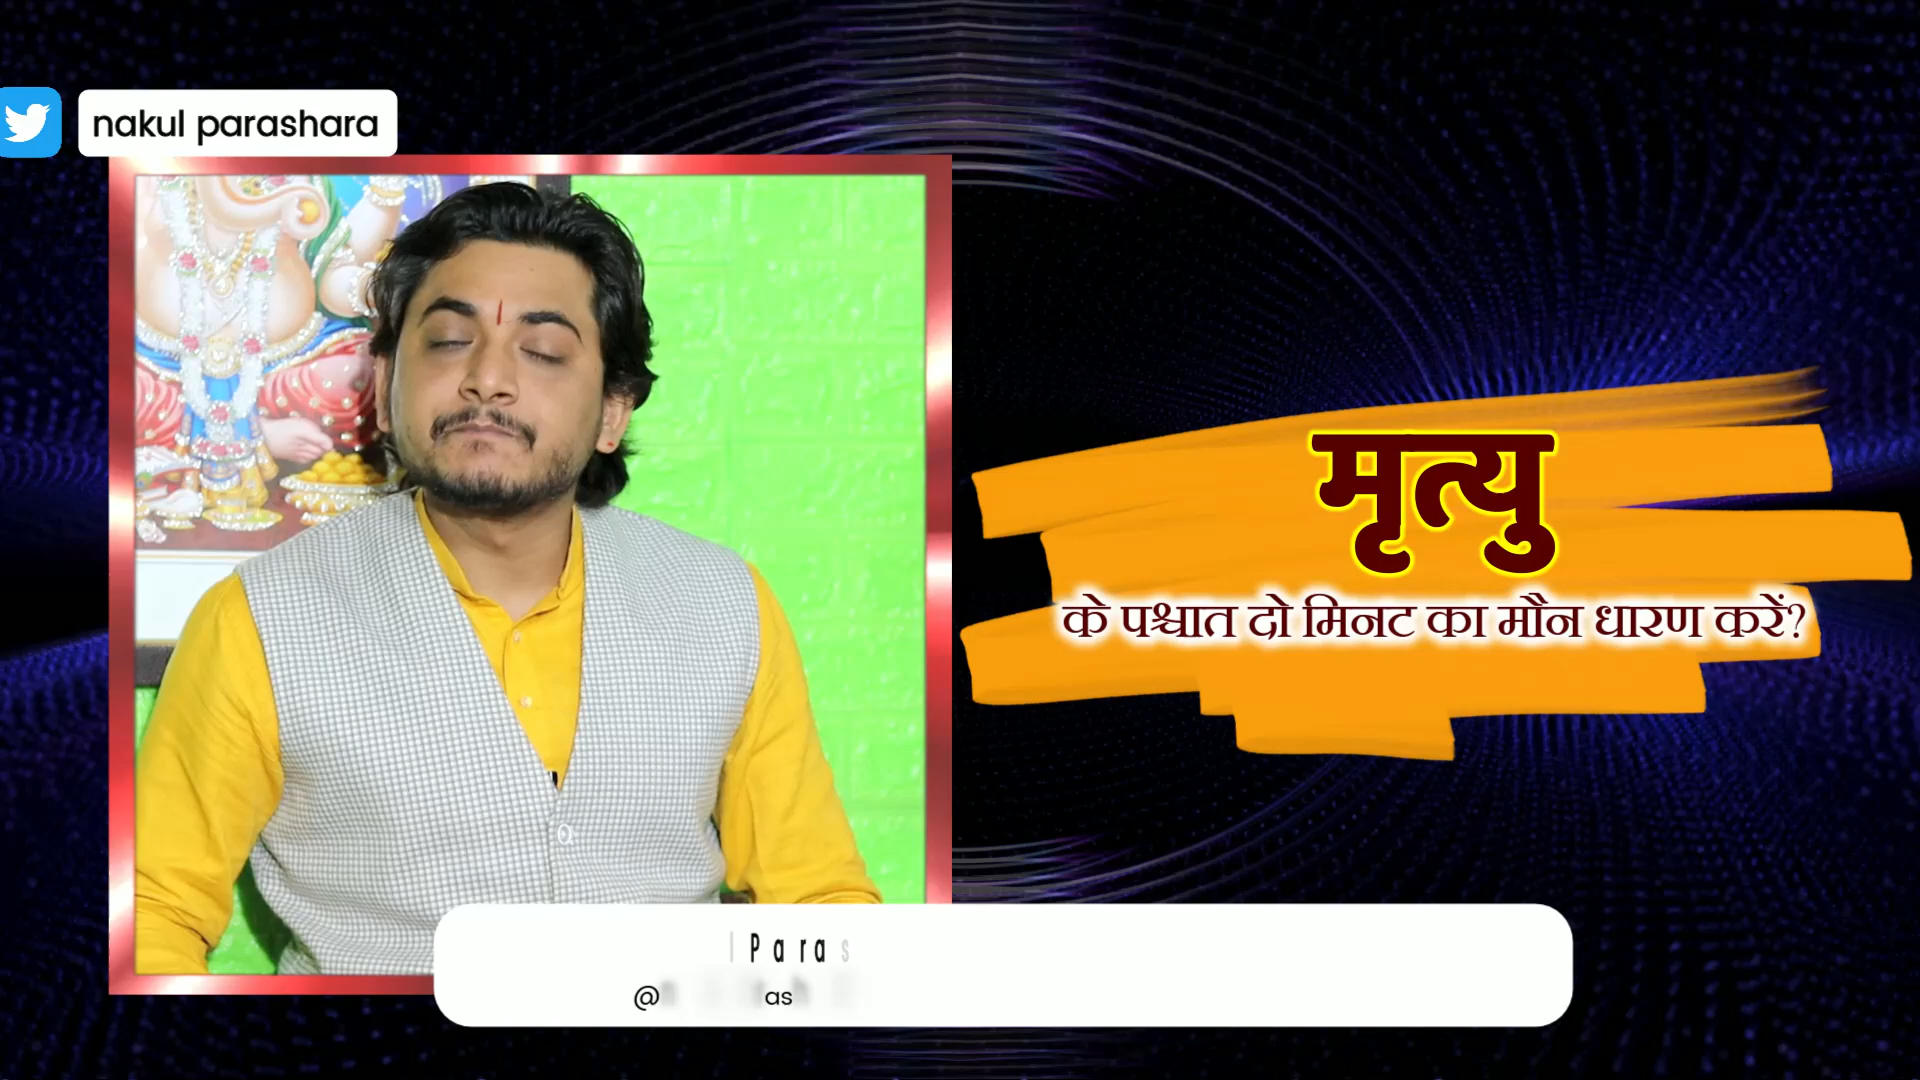 nakul parashara
मृत्यु
के पश्चात दो मिनट का मौन धारण करें?